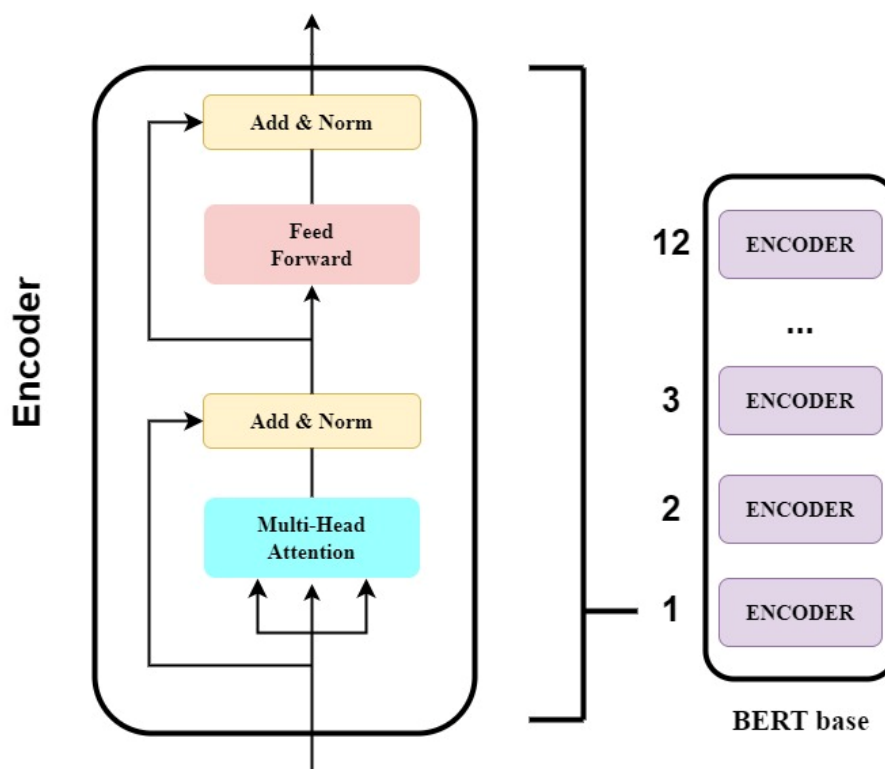 Encoder
Add & Norm
Feed
Forward
Add & Norm
Multi-Head
Attention
12
ENCODER
...
3
ENCODER
2
ENCODER
1
ENCODER
BERT base